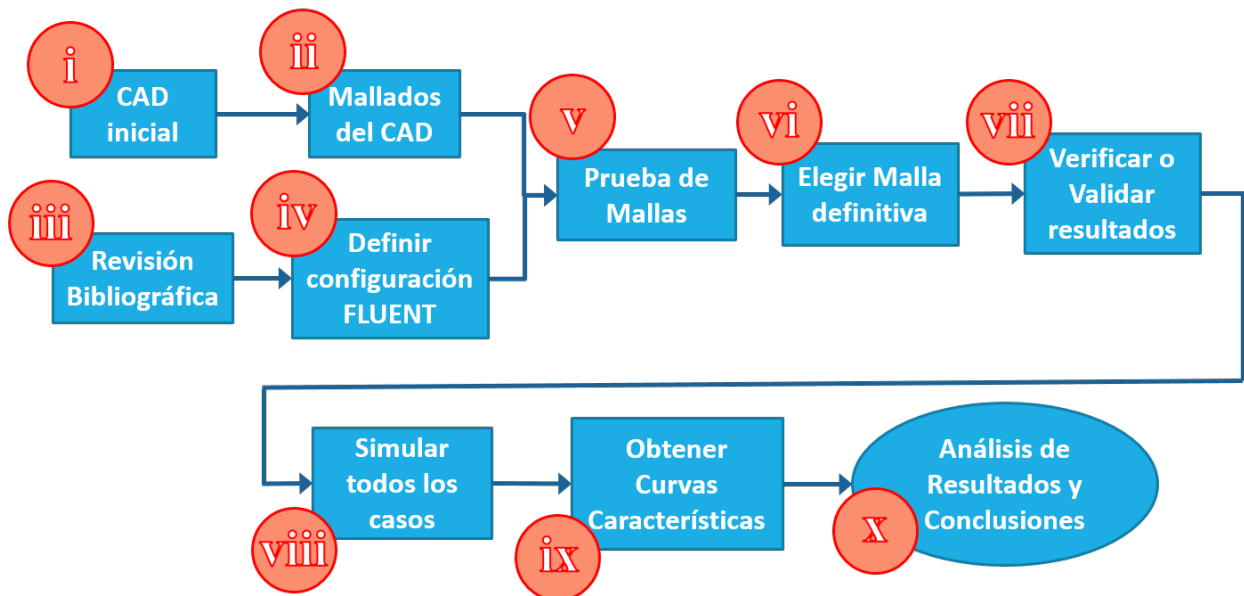 i
CAD
inicial
ii
Mallados
del CAD
iii
Revisión
Bibliográfica
iv
Definir
configuración
FLUENT
v
Prueba de
Mallas
vi
Elegir Malla
definitiva
vii
Verificar o
Validar
resultados
viii
Simular
todos los
casos
ix
Obtener
Curvas
Características
x
Análisis de
Resultados y
Conclusiones